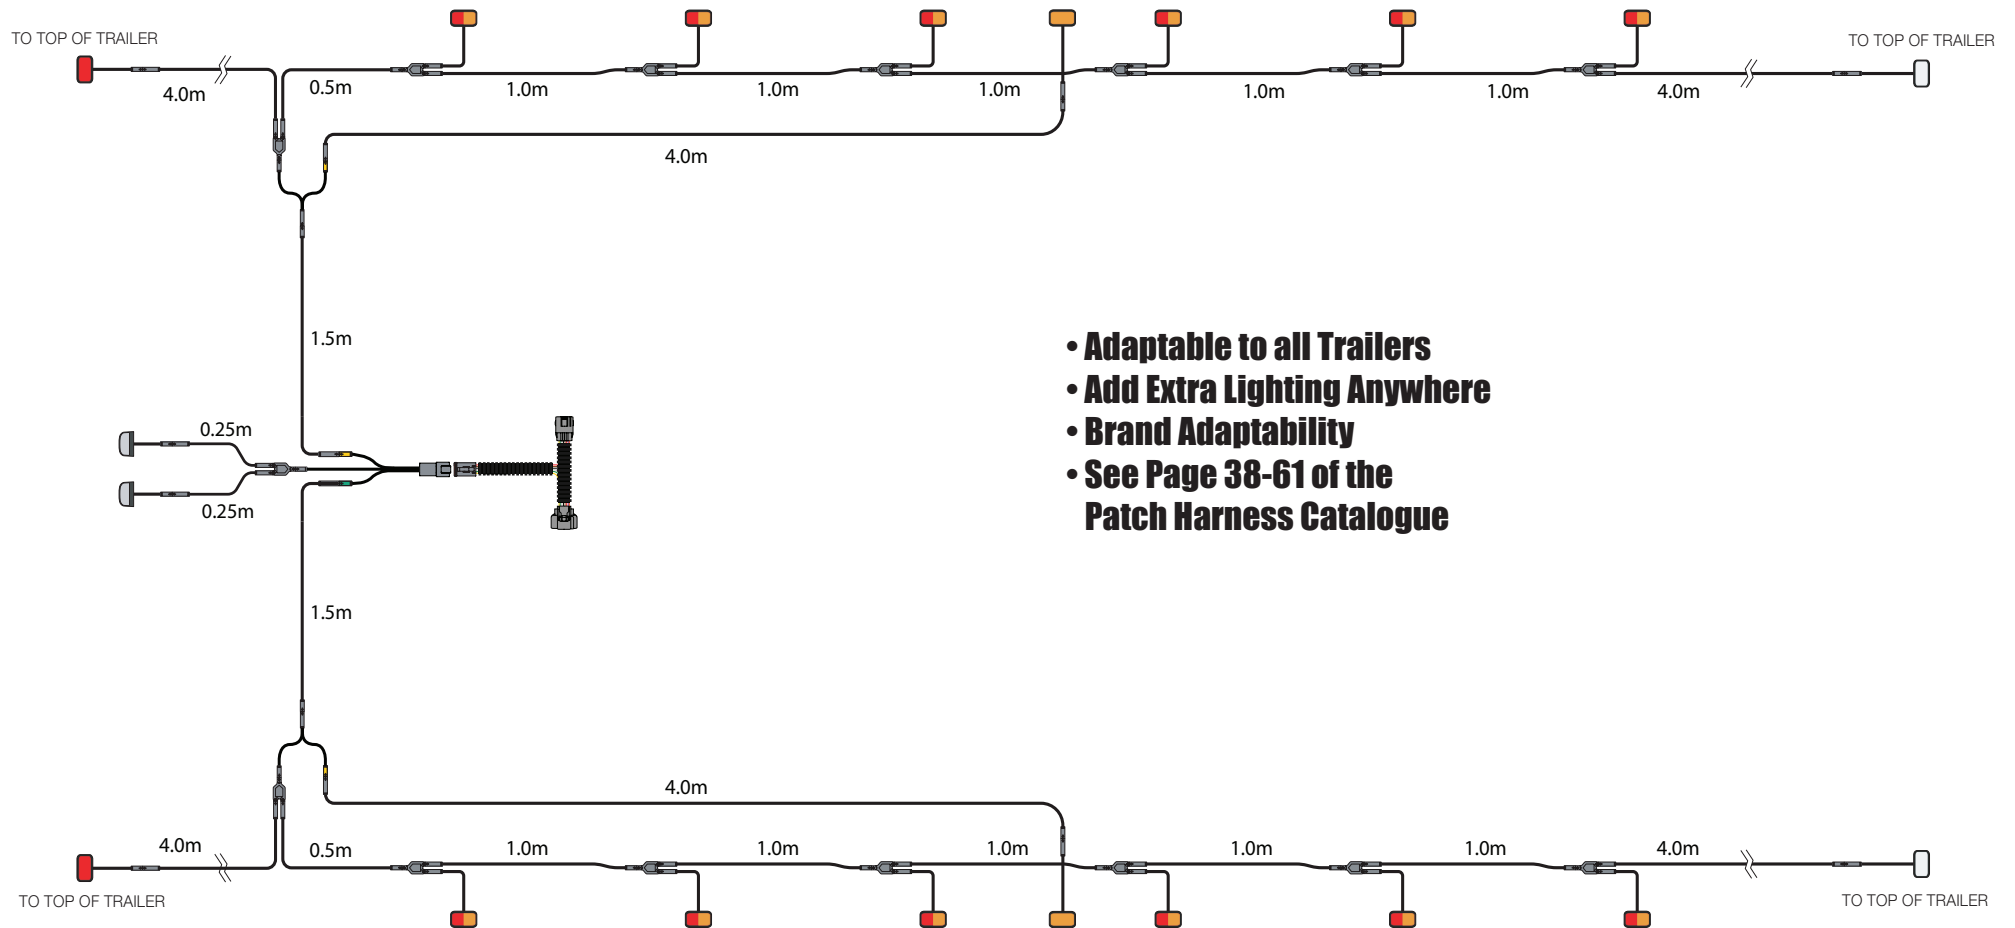 TO TOP OF TRAILER
TO TOP OF TRAILER
4.0m
0.5m
1.0m
1.0m
1.0m
1.0m
1.0m
4.0m
4.0m
1.5m
• Adaptable to all Trailers
• Add Extra Lighting Anywhere
• Brand Adaptability
• See Page 38-61 of the
Patch Harness Catalogue
0.25m
0.25m
1.5m
4.0m
4.0m
0.5m
1.0m
1.0m
1.0m
1.0m
1.0m
4.0m
TO TOP OF TRAILER
TO TOP OF TRAILER